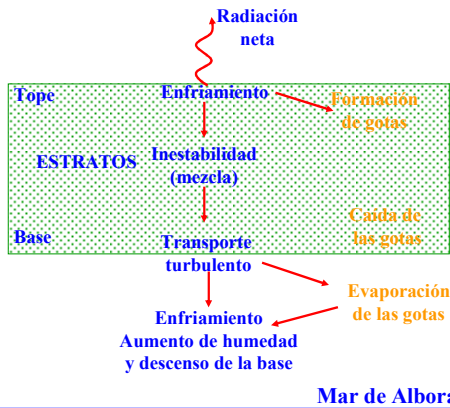 Radiación
neta
Tope
Enfriamiento
Formación
de gotas
ESTRATOS
Inestabilidad
(mezcla)
Caída de
las gotas
Base
Transporte
turbulento
Evaporación
de las gotas
Enfriamiento
Aumento de humedad
y descenso de la base
Mar de Albora